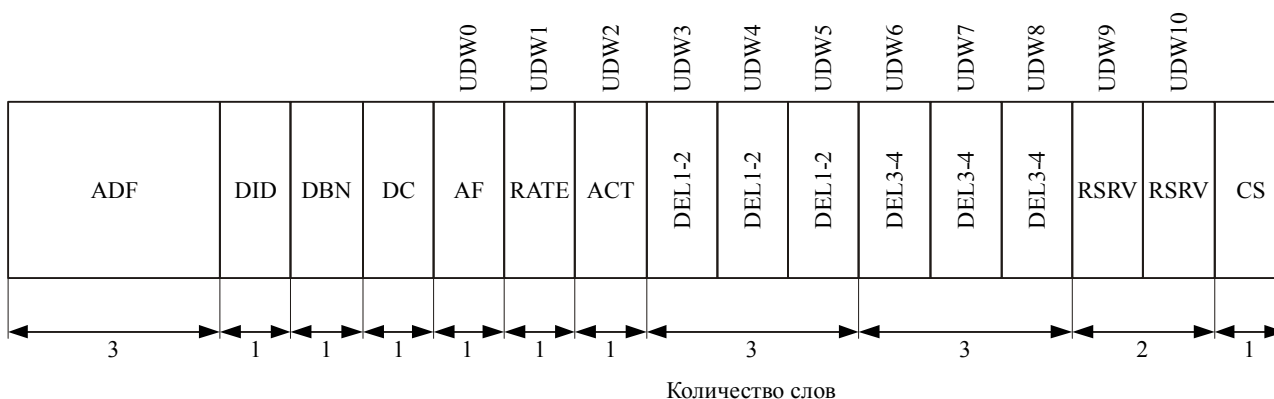 UDW0 UDW1 UDW2 UDW3 UDW4 UDW5 UDW6 UDW7 UDW8 UDW9 UDW10
ADF DID DBN DC AF RATE ACT DEL1-2 DEL1-2 DEL1-2 DEL3-4 DEL3-4 DEL3-4 RSRV RSRV CS
3 1 1 1 1 1 1 3 3 2 1
Количество слов